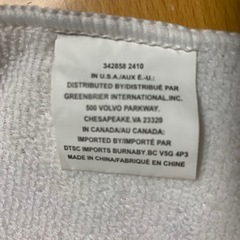 342858 2410
IN U.S.A./AUX É.-U.:
DISTRIBUTED BY/DISTRIBUÉ PAR
GREENBRIER INTERNATIONAL, INC.
500 VOLVO PARKWAY,
CHESAPEAKE, VA 23320
IN CANADA/AU CANADA:
IMPORTED BY/IMPORTÉ PAR
DTSC IMPORTS BURNABY, BC V5G 4P3
MADE IN CHINA/FABRIQUÉ EN CHINE